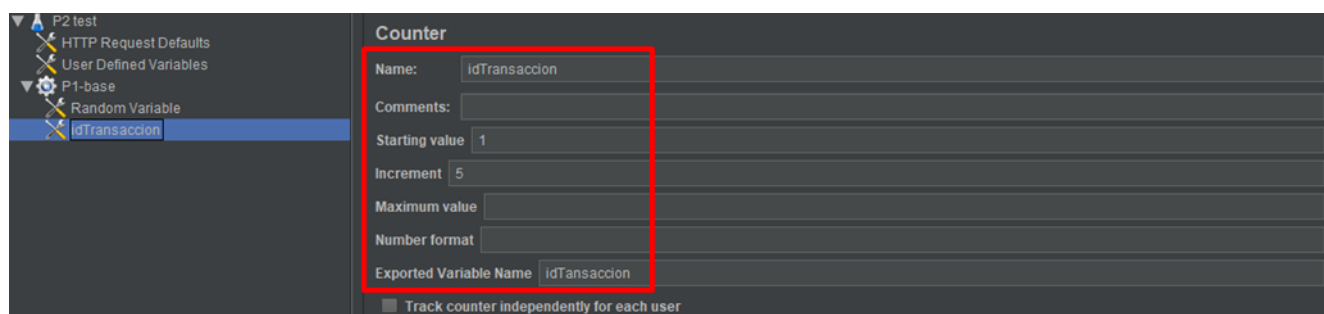 P2 test
HTTP Request Defaults
User Defined Variables
P1-base
Random Variable
idTransaccion
Counter
Name: idTransaccion
Comments:
Starting value 1
Increment 5
Maximum value
Number format
Exported Variable Name idTansaccion
Track counter independently for each user